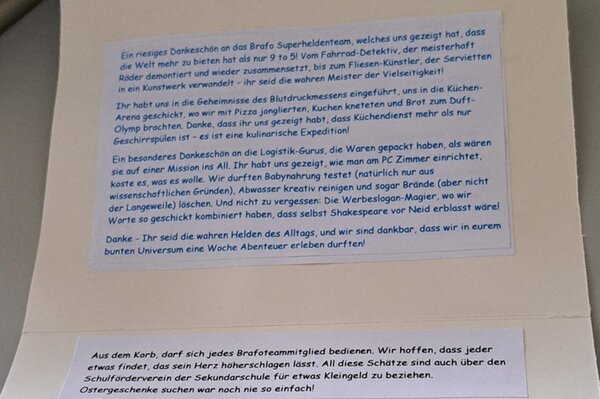 Ein riesiges Dankeschön an das Brafo Superheldenteam, welches uns gezeigt hat, dass
die Welt mehr zu bieten hat als nur 9 to 5! Vom Fahrrad-Detektiv, der meisterhaft
Räder demontiert und wieder zusammensetzt, bis zum Fliesen-Künstler, der Servietten
in ein Kunstwerk verwandelt – ihr seid die wahren Meister der Vielseitigkeit!
Ihr habt uns in die Geheimnisse des Blutdruckmessens eingeführt, uns in die Küchen-
Arena geschickt, wo wir mit Pizza jonglierten, Kuchen kneteten und Brot zum Duft-
Olymp brachten. Danke, dass ihr uns gezeigt habt, dass Küchendienst mehr als nur
Geschirrspülen ist – es ist eine kulinarische Expedition!
Ein besonderes Dankeschön an die Logistik-Gurus, die Waren gepackt haben, als wären
sie auf einer Mission ins All. Ihr habt uns gezeigt, wie man am PC Zimmer einrichtet,
koste es, was es wolle. Wir durften Babynahrung testet (natürlich nur aus
wissenschaftlichen Gründen), Abwasser kreativ reinigen und sogar Brände (aber nicht
der Langeweile) löschen. Und nicht zu vergessen: Die Werbeslogan-Magier, wo wir
Worte so geschickt kombiniert haben, dass selbst Shakespeare vor Neid erblasst wäre!
Danke - Ihr seid die wahren Helden des Alltags, und wir sind dankbar, dass wir in eurem
bunten Universum eine Woche Abenteuer erleben durften!
Aus dem Korb, darf sich jedes Brafoteammitglied bedienen. Wir hoffen, dass jeder
etwas findet, das sein Herz höherschlagen lässt. All diese Schätze sind auch über den
Schulförderverein der Sekundarschule für etwas Kleingeld zu beziehen.
Ostergeschenke suchen war noch nie so einfach!